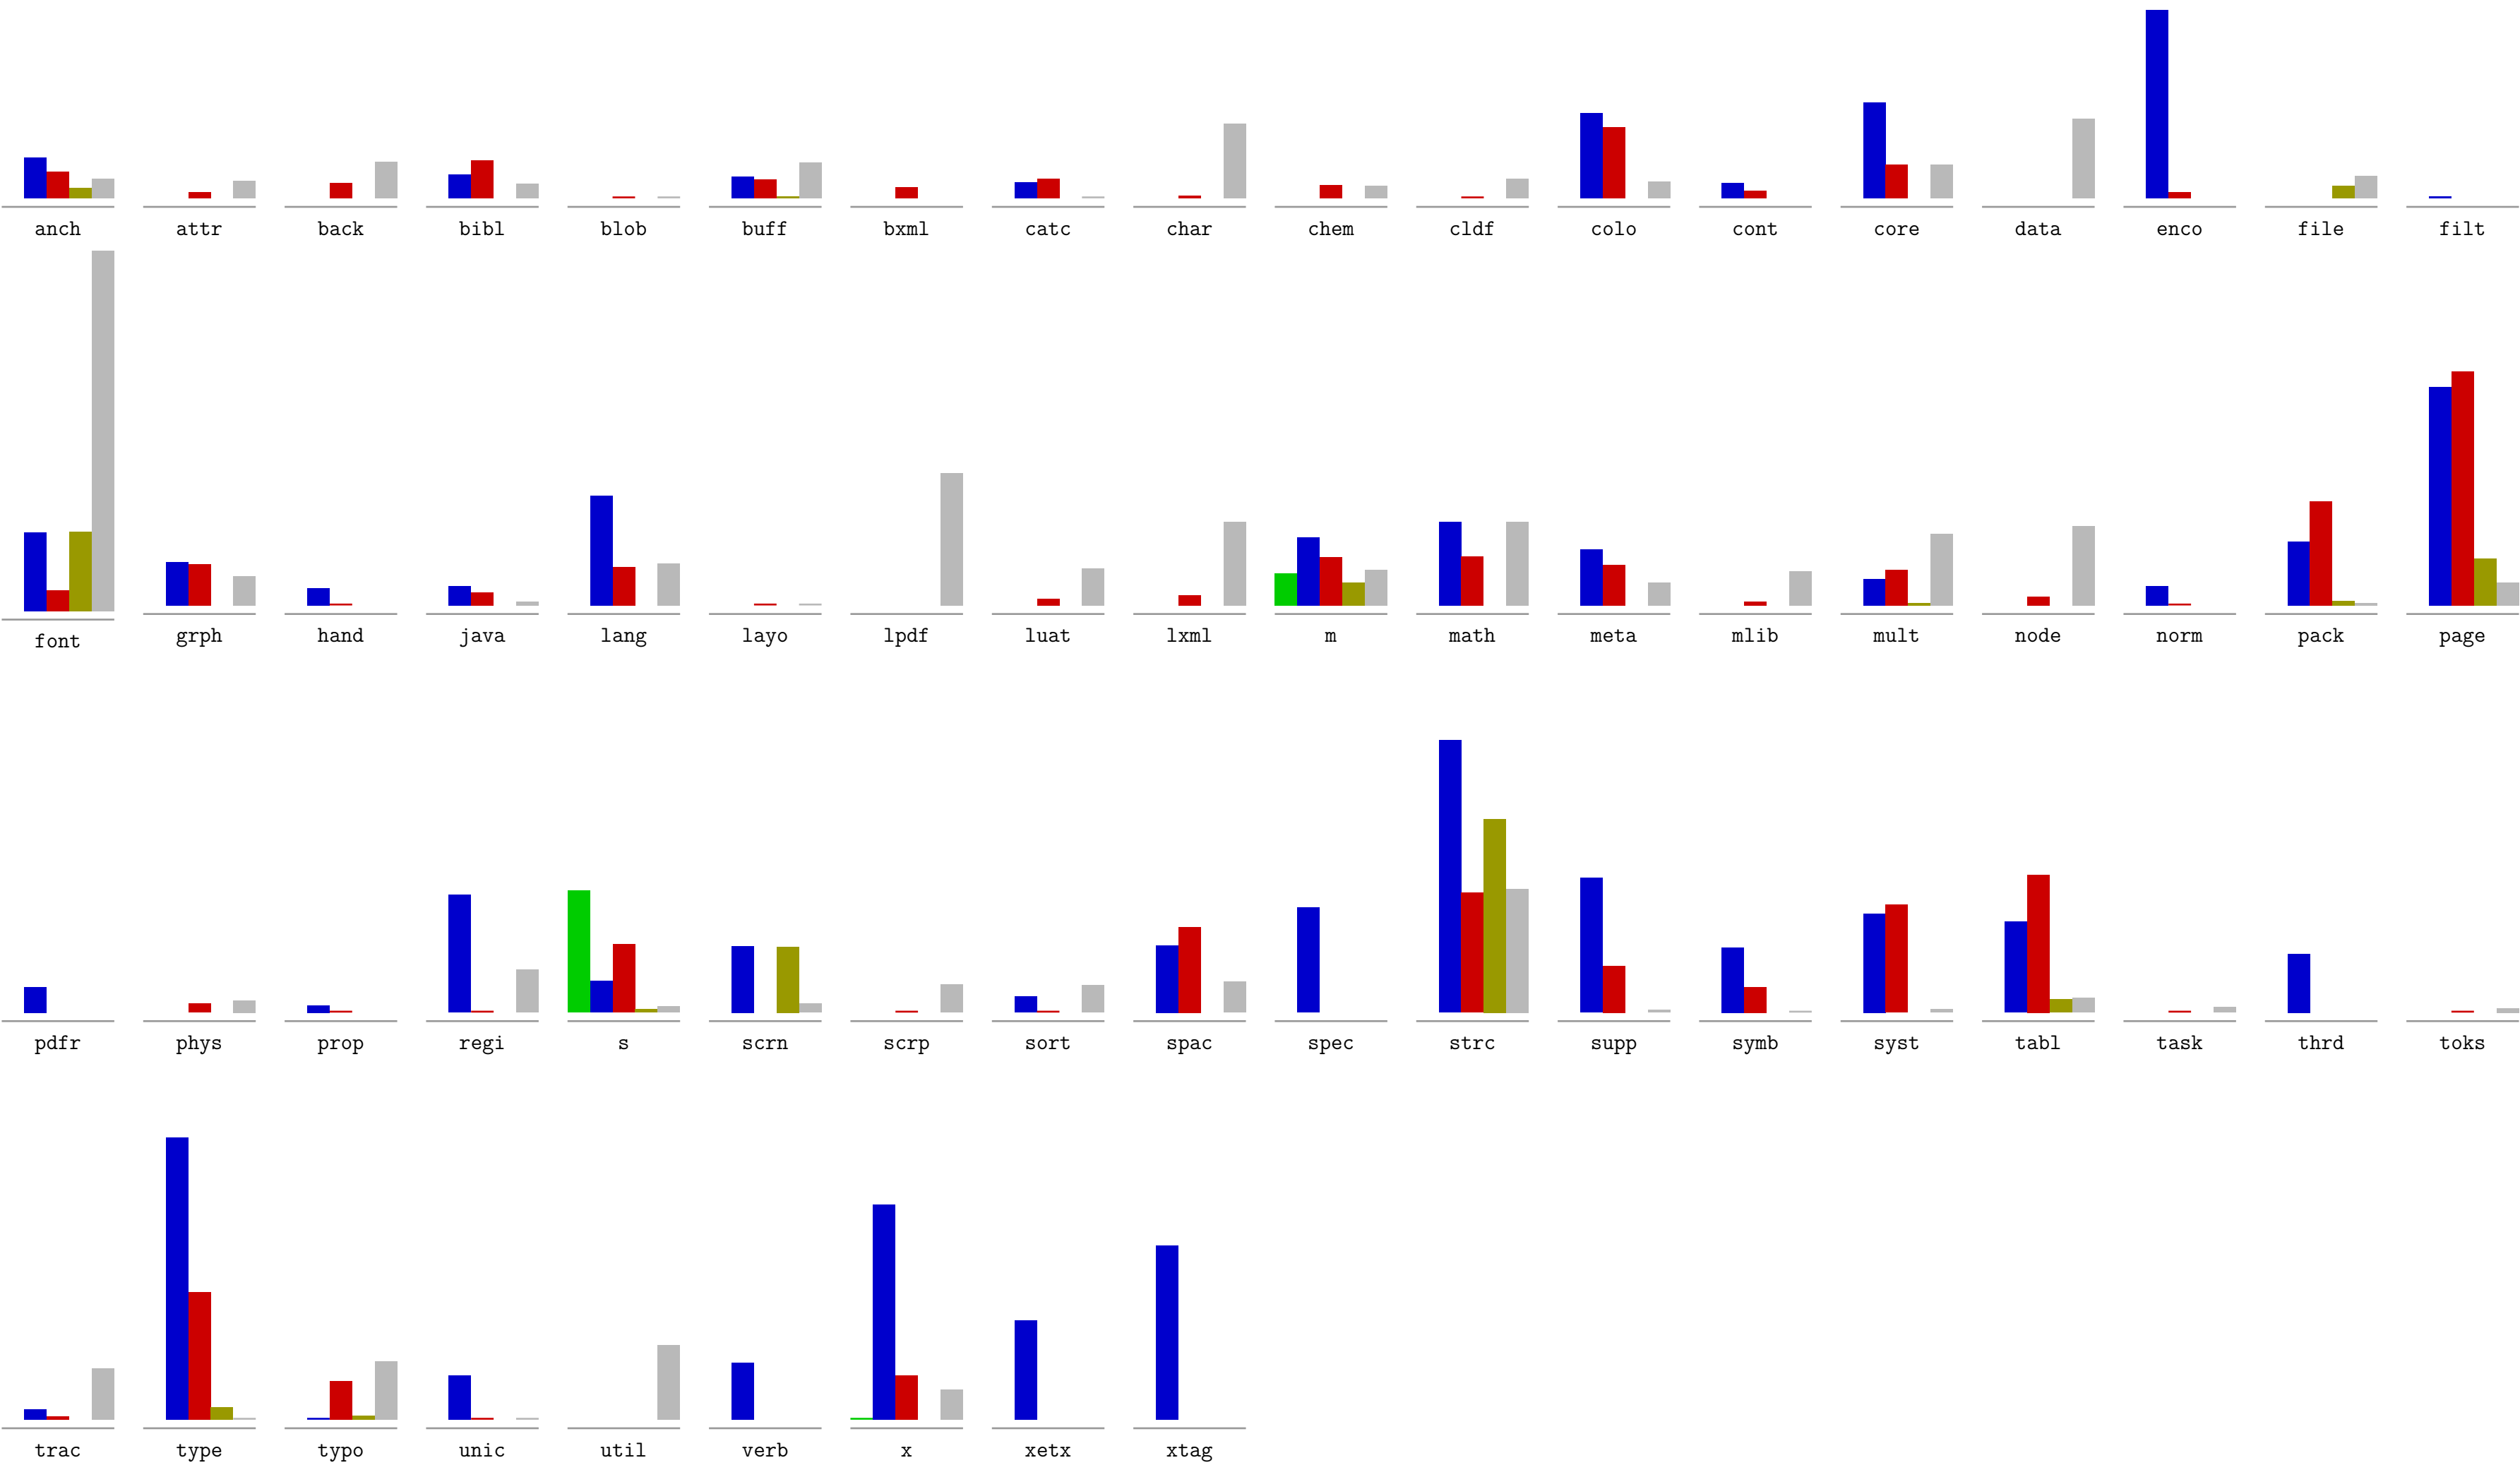 anch attr back bibl blob buff bxml catc char chem cldf colo cont core data enco file filt
font grph hand java lang layo lpdf luat lxml m math meta mlib mult node norm pack page
pdfr phys prop regi s scrn scrp sort spac spec strc supp symb syst tabl task thrd toks
trac type typo unic util verb x xetx xtag